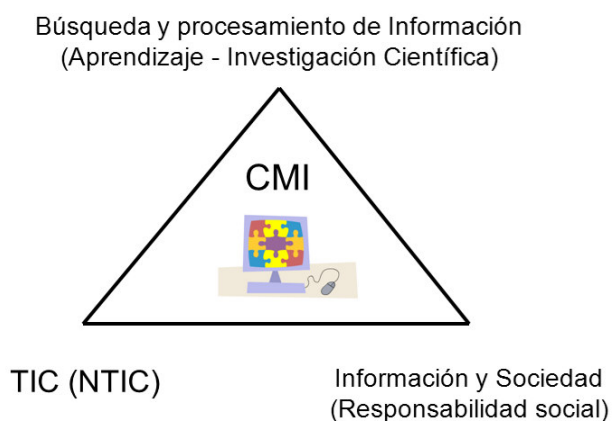 Búsqueda y procesamiento de Información
(Aprendizaje - Investigación Científica)
CMI
TIC (NTIC)
Información y Sociedad
(Responsabilidad social)